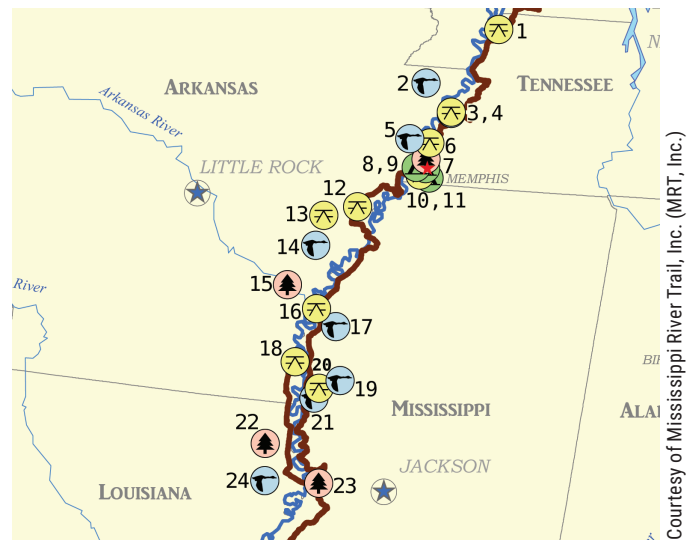 1
2
ARKANSAS
TENNESSEE
N
Arkansas River
3,4
5
6
LITTLE ROCK
8,9
7
MEMPHIS
10,11
12
13
14
River
15
16
17
18
20
19
BI
MISSISSIPPI
ALA
21
22
JACKSON
24
23
LOUISIANA
Courtesy of Mississippi River Trail, Inc. (MRT, Inc.)